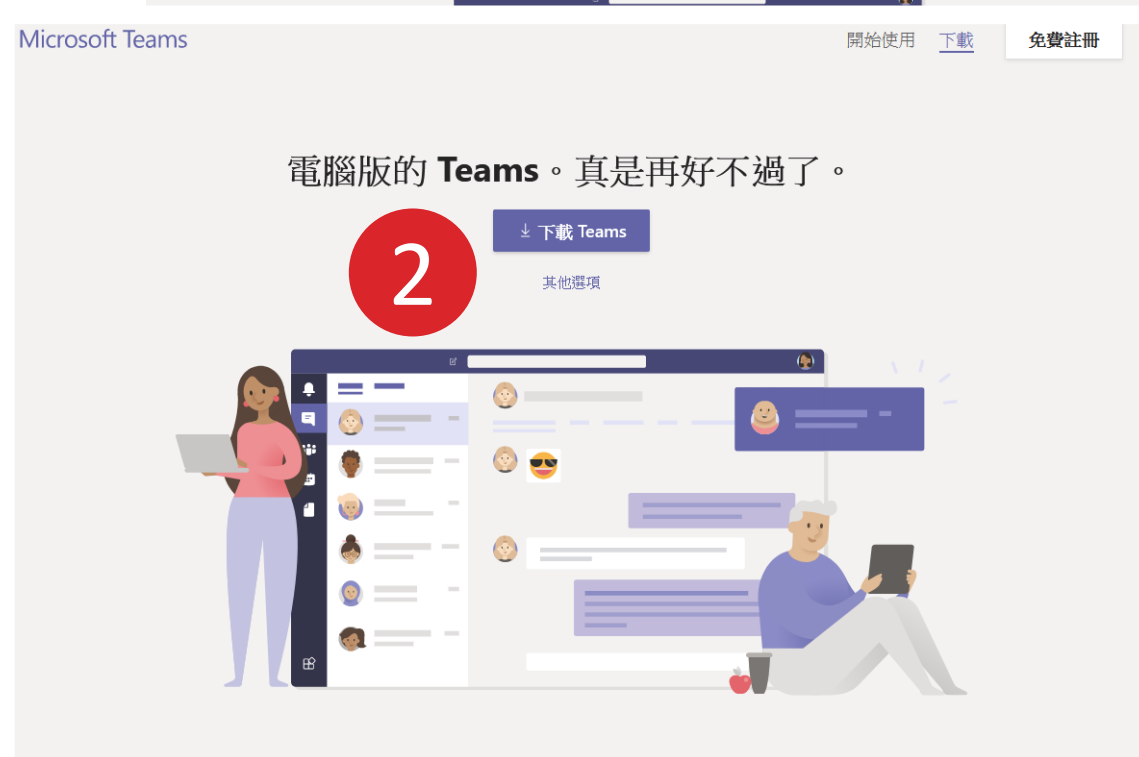 Microsoft Teams
開始使用
下載
免費註冊
電腦版的 Teams。真是再好不過了。
2
下載 Teams
其他選項